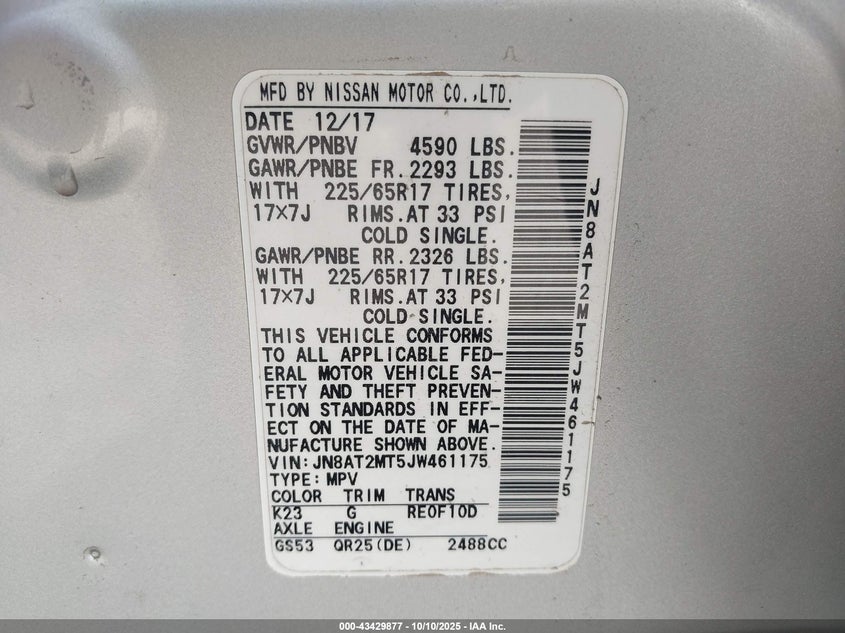 MFD BY NISSAN MOTOR CO.,LTD.
DATE 12/17
GVWR/PNBV 4590 LBS.
GAWR/PNBE FR.2293 LBS.
WITH 225/65R17 TIRES,
17×7J RIMS.AT 33 PSI
COLD SINGLE.
GAWR/PNBE RR.2326 LBS.
WITH 225/65R17 TIRES,
17×7J RIMS.AT 33 PSI
COLD SINGLE.
THIS VEHICLE CONFORMS
TO ALL APPLICABLE FED-
ERAL MOTOR VEHICLE SA-
FETY AND THEFT PREVEN-
TION STANDARDS IN EFF-
ECT ON THE DATE OF MA-
NUFACTURE SHOWN ABOVE.
VIN:JN8AT2MT5JW461175
TYPE:MPV
COLOR TRIM TRANS
K23 G RE0F10D
AXLE ENGINE
GS53 QR25(DE) 2488CC
JN8AT2MT5JW461175
000-43429877 - 10/10/2025 - IAA Inc.